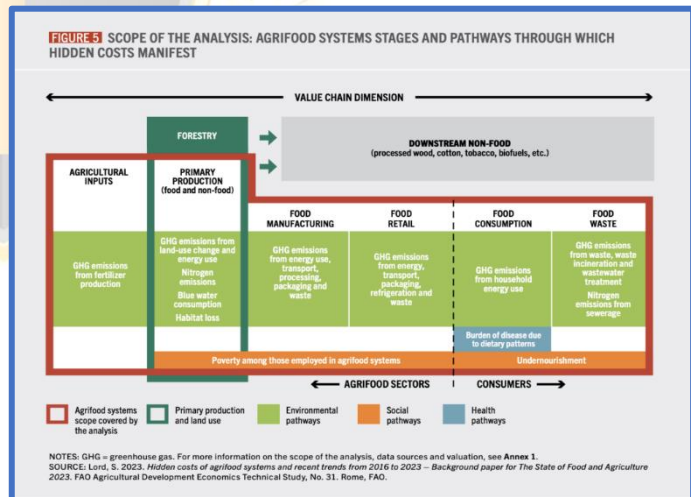 FIGURE 5 SCOPE OF THE ANALYSIS: AGRIFOOD SYSTEMS STAGES AND PATHWAYS THROUGH WHICH
HIDDEN COSTS MANIFEST
VALUE CHAIN DIMENSION
FORESTRY
DOWNSTREAM NON-FOOD
(processed wood, cotton, tobacco, biofuels, etc.)
AGRICULTURAL
INPUTS
PRIMARY
PRODUCTION
(food and non-food)
FOOD
MANUFACTURING
FOOD
RETAIL
FOOD
CONSUMPTION
FOOD
WASTE
GHG emissions
from fertilizer
production
GHG emissions from
land-use change and
energy use
Nitrogen
emissions
Blue water
consumption
Habitat loss
GHG emissions
from energy use,
transport,
processing,
packaging and
waste
GHG emissions
from energy,
transport,
packaging,
refrigeration and
waste
GHG emissions
from household
energy use
GHG emissions
from waste, waste
incineration and
wastewater
treatment
Nitrogen
emissions from
sewerage
Burden of disease due
to dietary patterns
Poverty among those employed in agrifood systems
Undernourishment
AGRIFOOD SECTORS
CONSUMERS
Agrifood systems
scope covered by
the analysis
Primary production
and land use
Environmental
pathways
Social
pathways
Health
pathways
NOTES: GHG = greenhouse gas. For more information on the scope of the analysis, data sources and valuation, see Annex 1.
SOURCE: Lord, S. 2023. Hidden costs of agrifood systems and recent trends from 2016 to 2023 – Background paper for The State of Food and Agriculture
2023. FAO Agricultural Development Economics Technical Study, No. 31. Rome, FAO.